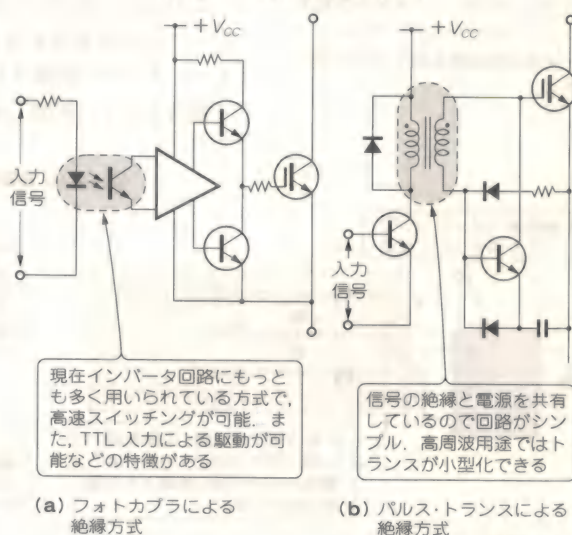 +VCC
入力
信号
現在インバータ回路にもっと
も多く用いられている方式で,
高速スイッチングが可能. ま
た, TTL 入力による駆動が可
能などの特徴がある
(a) フォトカプラによる
絶縁方式
+VCC
入力
信号
信号の絶縁と電源を共有
しているので回路がシン
プル. 高周波用途ではト
ランスが小型化できる
(b) パルス・トランスによる
絶縁方式